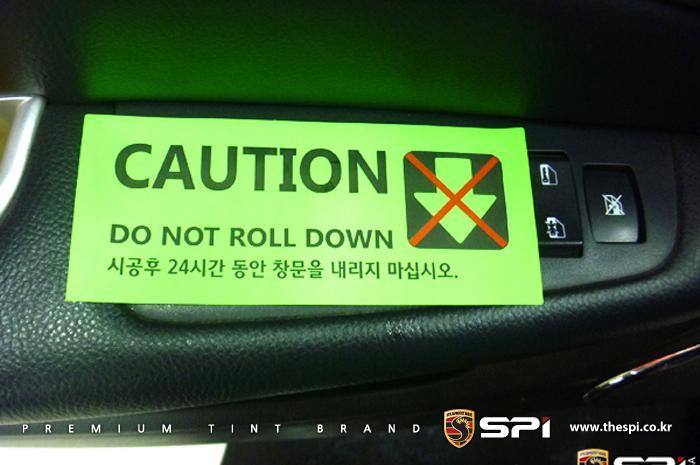 CAUTION
DO NOT ROLL DOWN
시공후 24시간 동안 창문을 내리지 마십시오.
PREMIUM TINT BRAND SPi www.thespi.co.kr
SPi